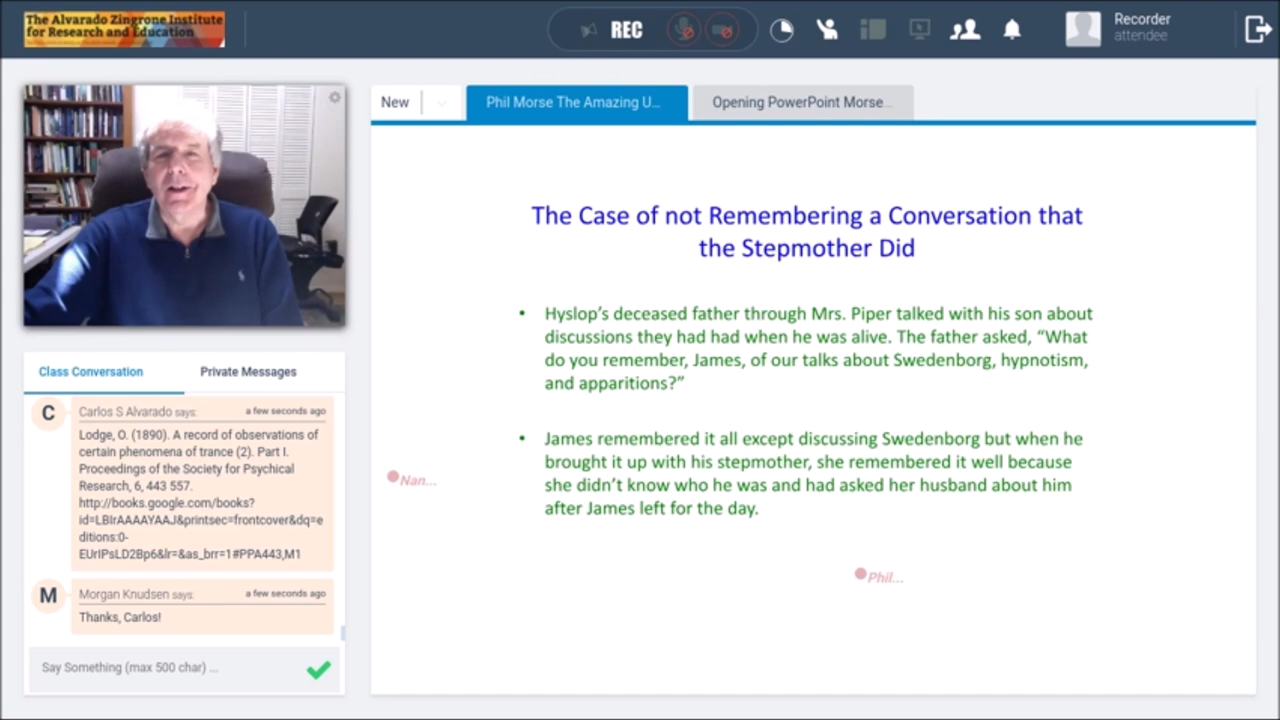 The Alvarado Zingrone Institute
for Research and Education
REC
Recorder
attendee
New
Phil Morse The Amazing U...
Opening PowerPoint Morse...
The Case of not Remembering a Conversation that
the Stepmother Did
• Hyslop’s deceased father through Mrs. Piper talked with his son about
discussions they had had when he was alive. The father asked, “What
do you remember, James, of our talks about Swedenborg, hypnotism,
and apparitions?”
• James remembered it all except discussing Swedenborg but when he
brought it up with his stepmother, she remembered it well because
she didn’t know who he was and had asked her husband about him
after James left for the day.
Nan...
Phil...
Class Conversation
Private Messages
C
Carlos S Alvarado says:
a few seconds ago
Lodge, O. (1890). A record of observations of
certain phenomena of trance (2). Part I.
Proceedings of the Society for Psychical
Research, 6, 443 557.
http://books.google.com/books?
id=LBIrAAAAYAAJ&printsec=frontcover&dq=e
ditions:0-
EUrIPsLD2Bp6&lr=&as_brr=1#PPA443,M1
M
Morgan Knudsen says:
a few seconds ago
Thanks, Carlos!
Say Something (max 500 char) ...